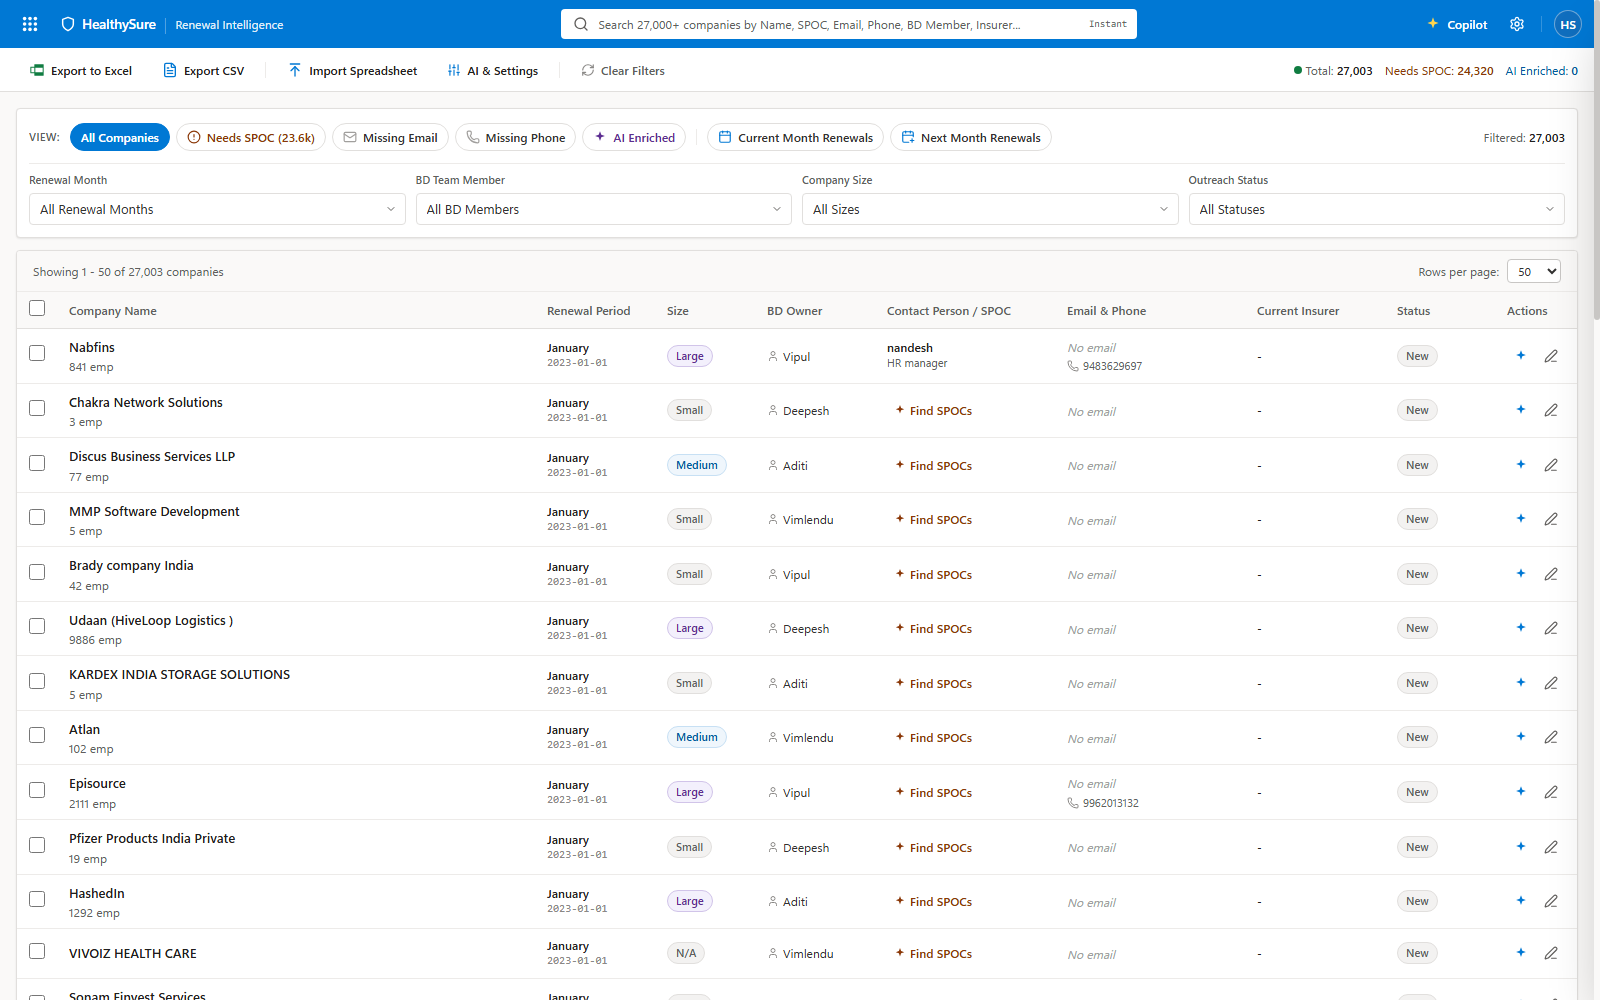 HealthySure | Renewal Intelligence
Search 27,000+ companies by Name, SPOC, Email, Phone, BD Member, Insurer... Instant
Copilot
HS
Export to Excel
Export CSV
Import Spreadsheet
AI & Settings
Clear Filters
Total: 27,003 Needs SPOC: 24,320 AI Enriched: 0
VIEW: All Companies Needs SPOC (23.6k) Missing Email Missing Phone AI Enriched Current Month Renewals Next Month Renewals
Filtered: 27,003
Renewal Month BD Team Member Company Size Outreach Status
All Renewal Months All BD Members All Sizes All Statuses
Showing 1 - 50 of 27,003 companies
Rows per page: 50
Company Name Renewal Period Size BD Owner Contact Person / SPOC Email & Phone Current Insurer Status Actions
Nabfins January Large Vipul nandesh No email - New
841 emp 2023-01-01 HR manager 9483629697
Chakra Network Solutions January Small Deepesh Find SPOCs No email - New
3 emp 2023-01-01
Discus Business Services LLP January Medium Aditi Find SPOCs No email - New
77 emp 2023-01-01
MMP Software Development January Small Vimlendu Find SPOCs No email - New
5 emp 2023-01-01
Brady company India January Small Vipul Find SPOCs No email - New
42 emp 2023-01-01
Udaan (HiveLoop Logistics ) January Large Deepesh Find SPOCs No email - New
9886 emp 2023-01-01
KARDEX INDIA STORAGE SOLUTIONS January Small Aditi Find SPOCs No email - New
5 emp 2023-01-01
Atlan January Medium Vimlendu Find SPOCs No email - New
102 emp 2023-01-01
Episource January Large Vipul Find SPOCs No email - New
2111 emp 2023-01-01 9962013132
Pfizer Products India Private January Small Deepesh Find SPOCs No email - New
19 emp 2023-01-01
HashedIn January Large Aditi Find SPOCs No email - New
1292 emp 2023-01-01
VIVOIZ HEALTH CARE January N/A Vimlendu Find SPOCs No email - New
2023-01-01
Sonam Finvest Services January